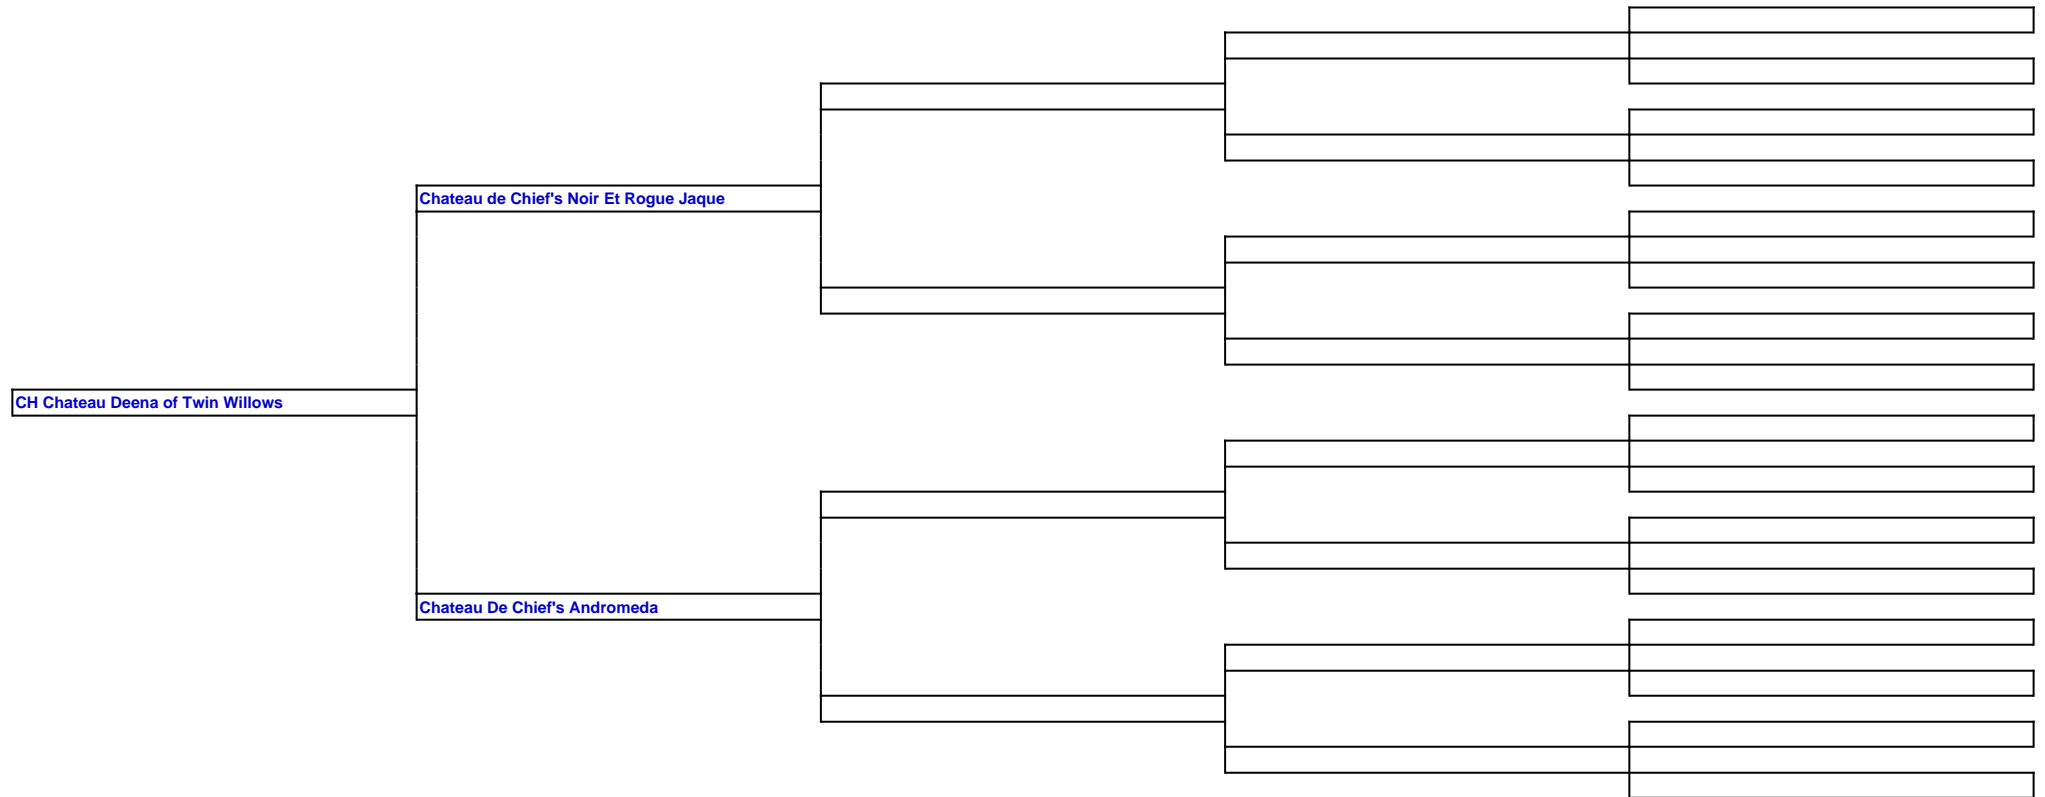 Chateau de Chief's Noir Et Rogue Jaque
CH Chateau Deena of Twin Willows
Chateau De Chief's Andromeda